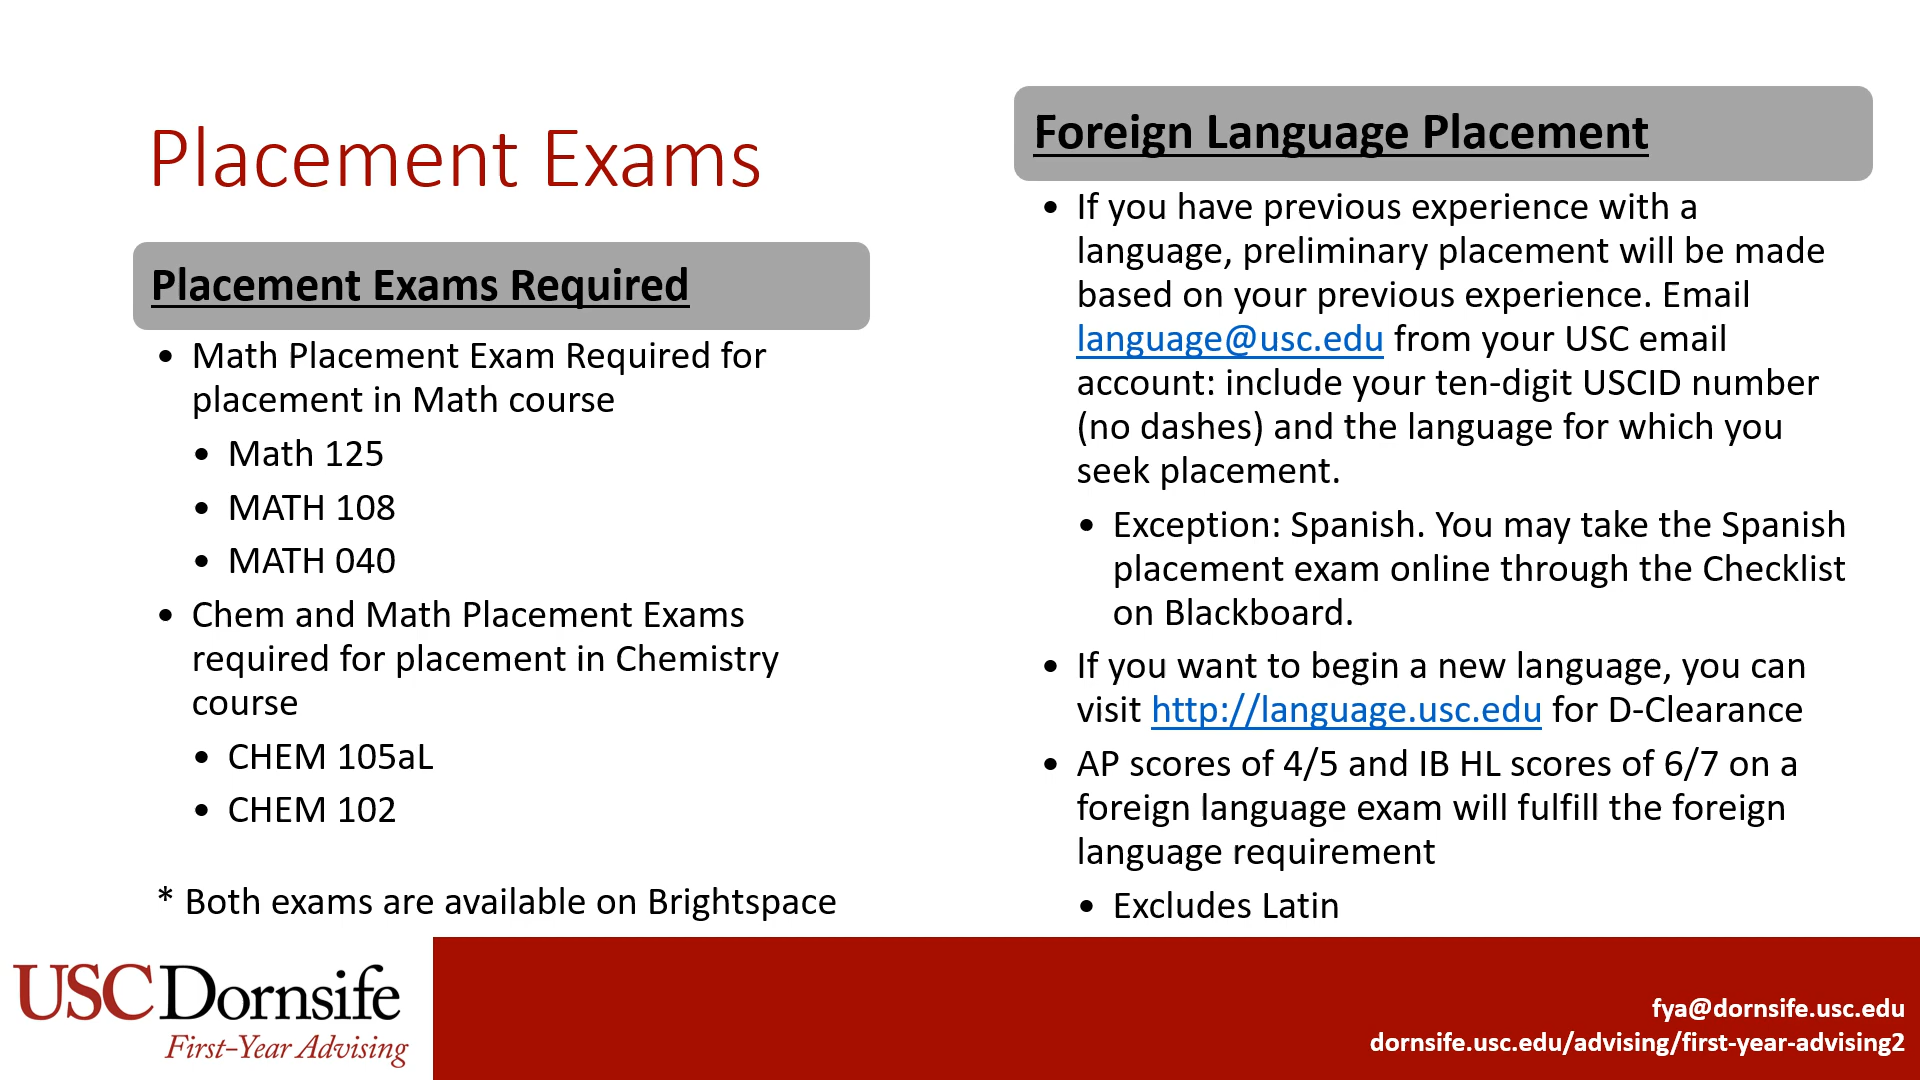 Placement Exams
Placement Exams Required
• Math Placement Exam Required for
placement in Math course
• Math 125
• MATH 108
• MATH 040
• Chem and Math Placement Exams
required for placement in Chemistry
course
• CHEM 105aL
• CHEM 102
* Both exams are available on Brightspace
Foreign Language Placement
• If you have previous experience with a
language, preliminary placement will be made
based on your previous experience. Email
language@usc.edu from your USC email
account: include your ten-digit USCID number
(no dashes) and the language for which you
seek placement.
• Exception: Spanish. You may take the Spanish
placement exam online through the Checklist
on Blackboard.
• If you want to begin a new language, you can
visit http://language.usc.edu for D-Clearance
• AP scores of 4/5 and IB HL scores of 6/7 on a
foreign language exam will fulfill the foreign
language requirement
• Excludes Latin
USC Dornsife
First-Year Advising
fya@dornsife.usc.edu
dornsife.usc.edu/advising/first-year-advising2